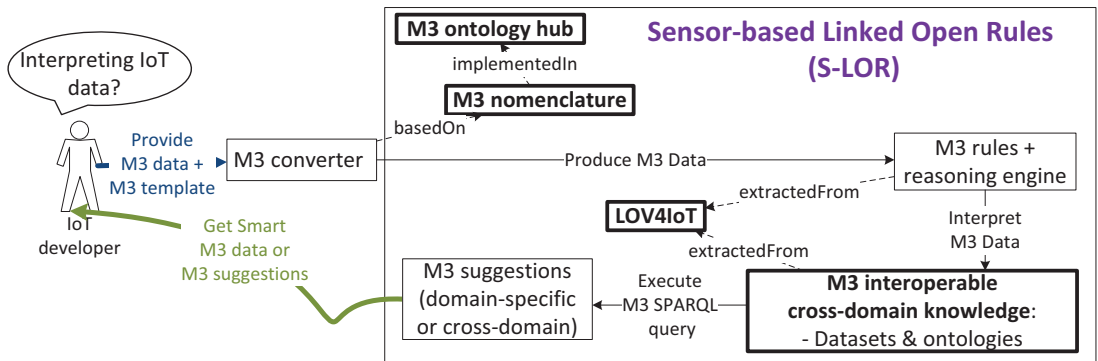 M3 ontology hub
Sensor-based Linked Open Rules
(S-LOR)
Interpreting IoT
data?
implementedIn
M3 nomenclature
basedOn
Provide
M3 data +
M3 template
M3 converter
Produce M3 Data
M3 rules +
reasoning engine
extractedFrom
LOV4IoT
IoT
developer
Get Smart
M3 data or
M3 suggestions
extractedFrom
Interpret
M3 Data
M3 suggestions
(domain-specific
or cross-domain)
Execute
M3 SPARQL
query
M3 interoperable
cross-domain knowledge:
- Datasets & ontologies